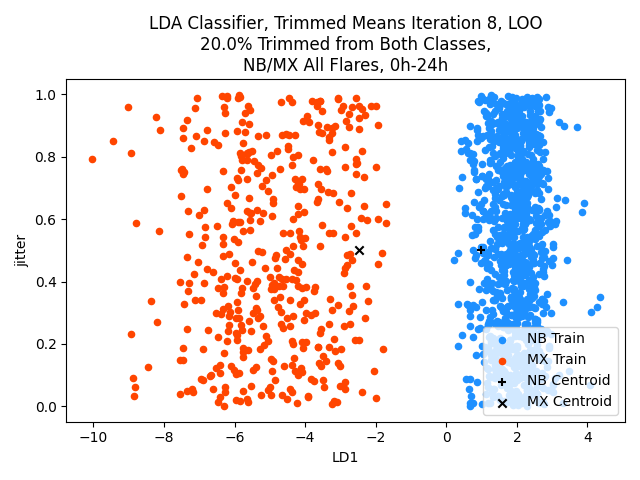 LDA Classifier, Trimmed Means Iteration 8, LOO
20.0% Trimmed from Both Classes,
NB/MX All Flares, 0h-24h
1.0
0.8
0.6
0.4
0.2
0.0
jitter
−10
−8
−6
−4
−2
0
2
4
LD1
NB Train
MX Train
NB Centroid
MX Centroid